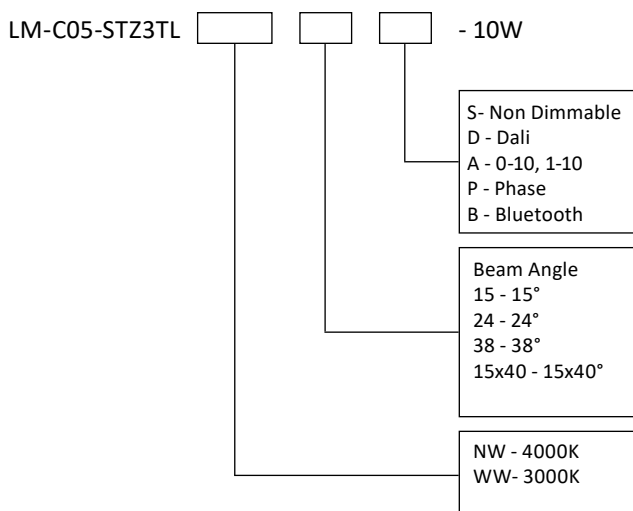 LM-C05-STZ3TL - 10W
S- Non Dimmable
D - Dali
A - 0-10, 1-10
P - Phase
B - Bluetooth
Beam Angle
15 - 15°
24 - 24°
38 - 38°
15x40 - 15x40°
NW - 4000K
WW- 3000K